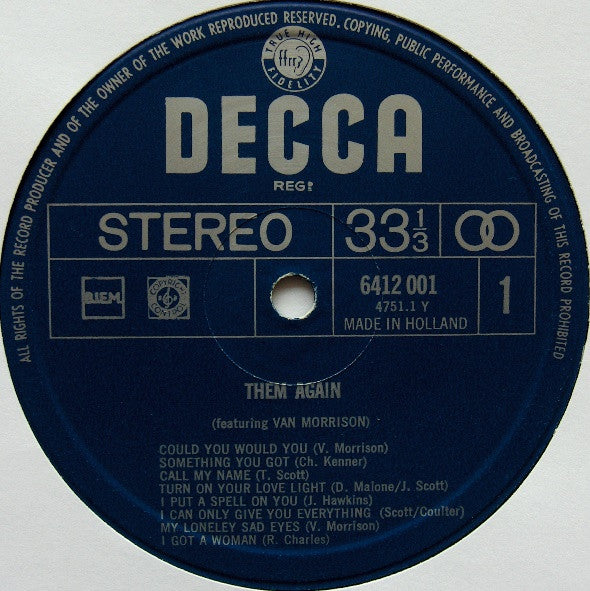 ALL RIGHTS OF THE RECORD PRODUCER AND OF THE OWNER OF THE WORK REPRODUCED RESERVED. COPYING, PUBLIC PERFORMANCE AND BROADCASTING OF THIS RECORD PROHIBITED
TRUE HIGH
ffrr
FIDELITY
DECCA
REGD
STEREO
33 1/3
BIEM
COPYRIGHT CONTROL
6412 001
4751.1 Y
MADE IN HOLLAND
1
THEM AGAIN
(featuring VAN MORRISON)
COULD YOU WOULD YOU (V. Morrison)
SOMETHING YOU GOT (Ch. Kenner)
CALL MY NAME (T. Scott)
TURN ON YOUR LOVE LIGHT (D. Malone/J. Scott)
I PUT A SPELL ON YOU (J. Hawkins)
I CAN ONLY GIVE YOU EVERYTHING (Scott/Coulter)
MY LONELEY SAD EYES (V. Morrison)
I GOT A WOMAN (R. Charles)